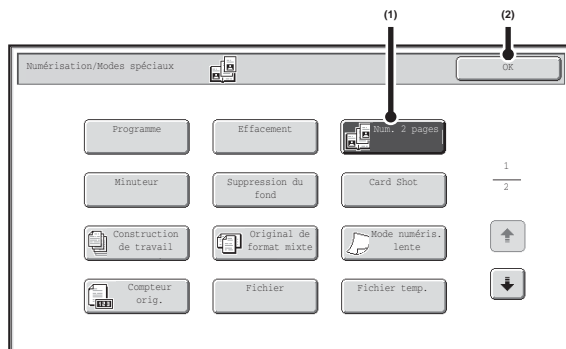 (1)
(2)
Numérisation/Modes spéciaux
OK
Programme
Effacement
Num. 2 pages
Minuteur
Suppression du
fond
Card Shot
1
2
Construction
de travail
Original de
format mixte
Mode numéris.
lente
Compteur
orig.
Fichier
Fichier temp.
123